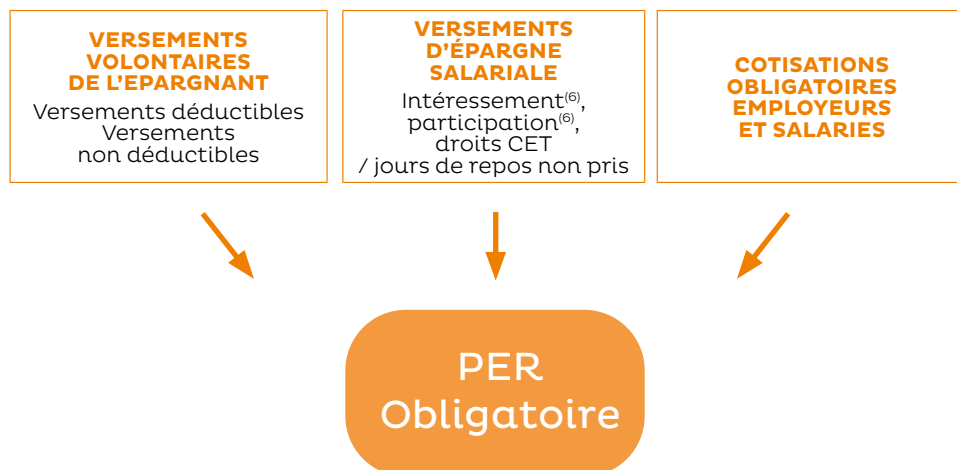 VERSEMENTS
VOLONTAIRES
DE L'EPARGNANT
Versements déductibles
Versements
non déductibles
VERSEMENTS
D'ÉPARGNE
SALARIALE
Intéressement(6),
participation(6),
droits CET
/ jours de repos non pris
COTISATIONS
OBLIGATOIRES
EMPLOYEURS
ET SALARIES
PER
Obligatoire